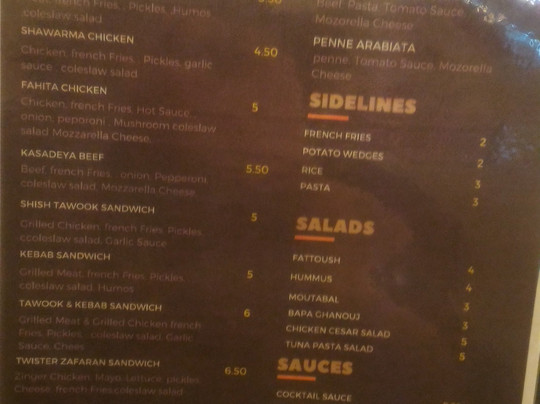 french Fries, Pickles, Humos
coleslaw salad
SHAWARMA CHICKEN
4.50
Chicken, french Fries, Pickles, garlic
sauce, coleslaw salad
FAHITA CHICKEN
5
Chicken, french Fries, Hot Sauce,
onion, peporoni, Mushroom coleslaw
salad Mozzarella Cheese
KASADEYA BEEF
5.50
Beef, french Fries, onion, Pepperoni,
coleslaw salad, Mozzarella Cheese
SHISH TAWOOK SANDWICH
5
Grilled Chicken, french Fries, Pickles,
ccoleslaw salad, Garlic Sauce
KEBAB SANDWICH
5
Grilled Meat, french Fries, Pickles,
coleslaw salad, Humos
TAWOOK & KEBAB SANDWICH
6
Grilled Meat & Grilled Chicken french
Fries, Pickles, coleslaw salad, Garlic
Sauce, Chees
TWISTER ZAFARAN SANDWICH
6.50
Zinger Chicken, Mayo, Lettuce, pickles,
Cheese, french Fries coleslaw salad
Beef, Pasta, Tomato Sauce,
Mozorella Cheese
PENNE ARABIATA
penne, Tomato Sauce, Mozorella
Cheese
SIDELINES
FRENCH FRIES 2
POTATO WEDGES 2
RICE 3
PASTA 3
SALADS
FATTOUSH 4
HUMMUS 4
MOUTABAL 3
BAPA GHANOUJ 3
CHICKEN CESAR SALAD 5
TUNA PASTA SALAD 5
SAUCES
COCKTAIL SAUCE